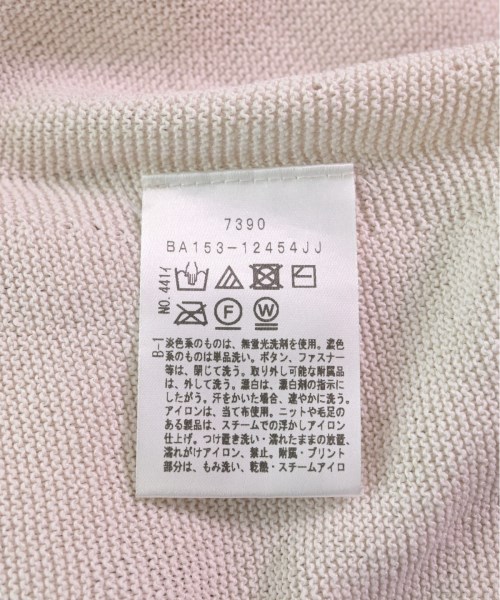 7390
BA153-12454JJ
NO.441イ
F
W
B-1
淡色系のものは、無蛍光洗剤を使用。濃色
系のものは単品洗い。ボタン、ファスナー
等は、閉じて洗う。取り外し可能な附属品
は、外して洗う。漂白は、漂白剤の指示に
したがう。汗をかいた場合、速やかに洗う。
アイロンは、当て布使用。ニットや毛足の
ある製品は、スチームでの浮かしアイロン
仕上げ。つけ置き洗い・濡れたままの放置、
濡れがけアイロン、禁止。附属・プリント
部分は、もみ洗い、乾熱・スチームアイロ